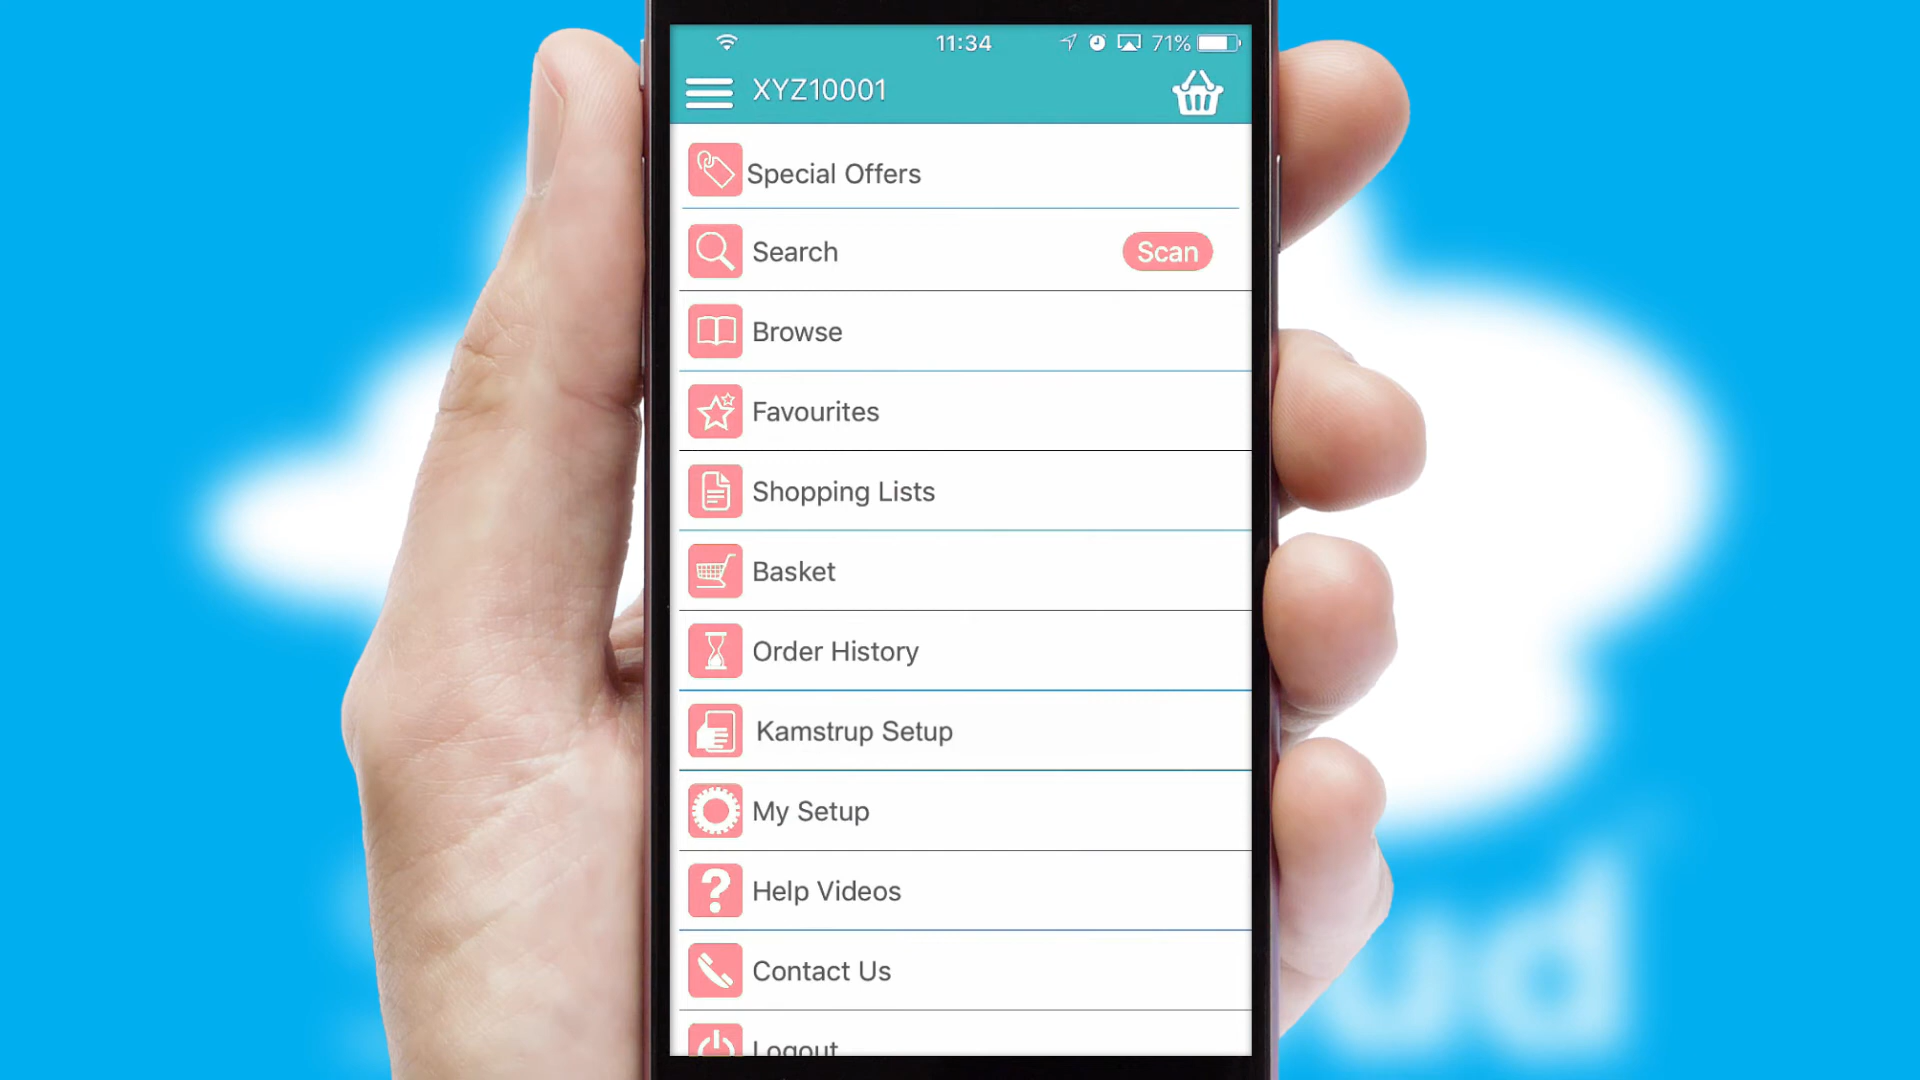 11:34
71%
XYZ10001
Special Offers
Search
Scan
Browse
Favourites
Shopping Lists
Basket
Order History
Kamstrup Setup
My Setup
Help Videos
Contact Us
Logout
ud